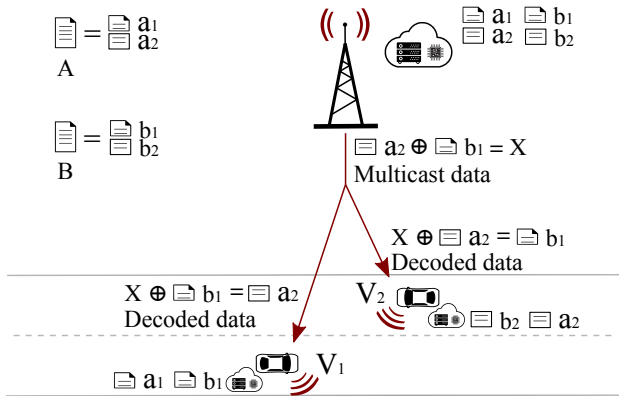 = a₁
a₂
A
a₁ b₁
a₂ b₂
= b₁
b₂
B
a₂ ⊕ b₁ = X
Multicast data
X ⊕ a₂ = b₁
Decoded data
X ⊕ b₁ = a₂
Decoded data
V₂
b₂ a₂
V₁
a₁ b₁